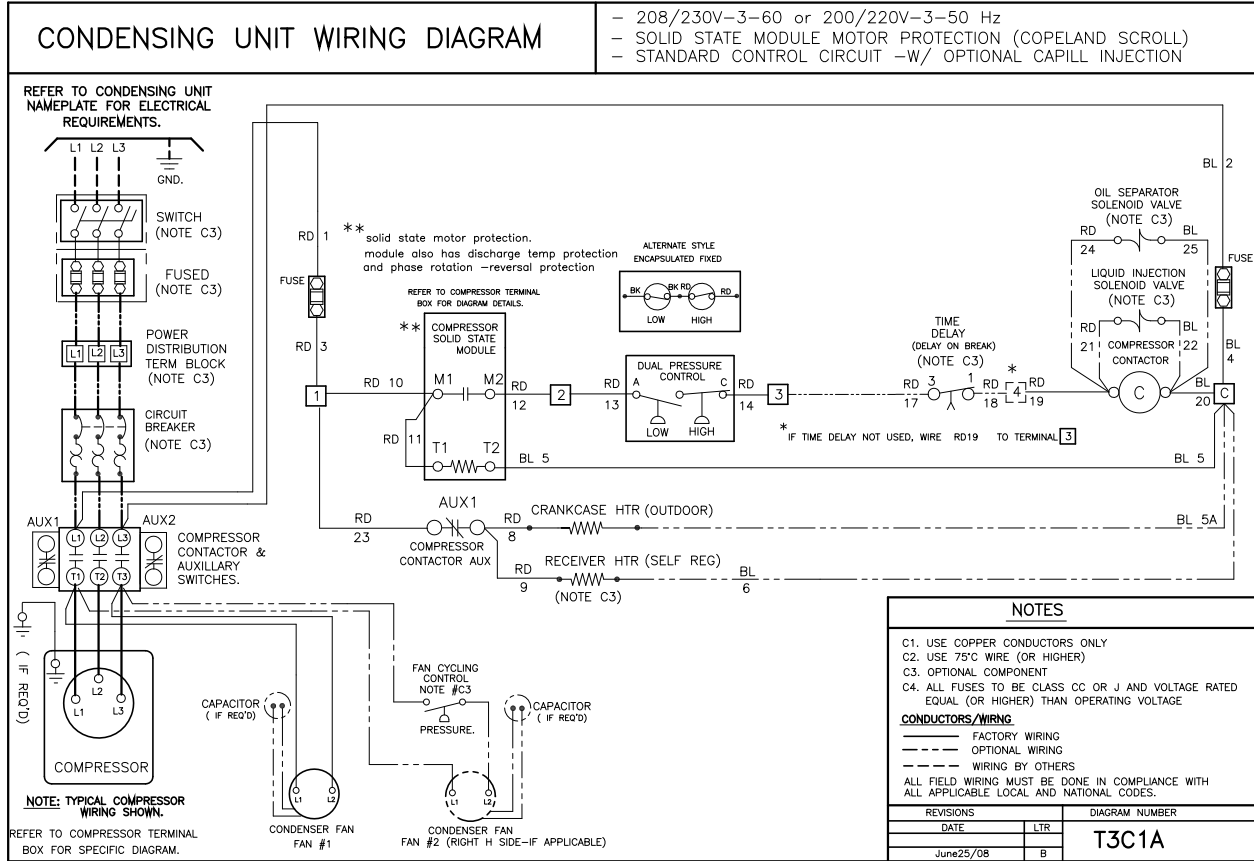 CONDENSING UNIT WIRING DIAGRAM
- 208/230V-3-60 or 200/220V-3-50 Hz
- SOLID STATE MODULE MOTOR PROTECTION (COPELAND SCROLL)
- STANDARD CONTROL CIRCUIT -W/ OPTIONAL CAPILL INJECTION
REFER TO CONDENSING UNIT
NAMEPLATE FOR ELECTRICAL
REQUIREMENTS.
L1 L2 L3
GND.
SWITCH
(NOTE C3)
FUSED
(NOTE C3)
POWER
DISTRIBUTION
TERM BLOCK
(NOTE C3)
L1 L2 L3
CIRCUIT
BREAKER
(NOTE C3)
AUX1
AUX2
L1 L2 L3
T1 T2 T3
COMPRESSOR
CONTACTOR &
AUXILLARY
SWITCHES.
( IF REQ'D)
L2
L1 L3
COMPRESSOR
NOTE: TYPICAL COMPRESSOR
WIRING SHOWN.
REFER TO COMPRESSOR TERMINAL
BOX FOR SPECIFIC DIAGRAM.
RD 1
FUSE
RD 3
1
** solid state motor protection.
module also has discharge temp protection
and phase rotation -reversal protection
REFER TO COMPRESSOR TERMINAL
BOX FOR DIAGRAM DETAILS.
**
COMPRESSOR
SOLID STATE
MODULE
RD 10
M1 M2
RD 11
T1 T2
RD
12
2
BL 5
ALTERNATE STYLE
ENCAPSULATED FIXED
BK BK RD RD
LOW HIGH
DUAL PRESSURE
CONTROL
RD
13
A C
LOW HIGH
RD
14
3
TIME
DELAY
(DELAY ON BREAK)
(NOTE C3)
RD
17
3 1
RD
18
*
4
RD
19
* IF TIME DELAY NOT USED, WIRE RD19 TO TERMINAL 3
OIL SEPARATOR
SOLENOID VALVE
(NOTE C3)
RD
24
BL
25
LIQUID INJECTION
SOLENOID VALVE
(NOTE C3)
RD
21
BL
22
COMPRESSOR
CONTACTOR
C
BL
20
C
BL 2
FUSE
BL
4
BL 5
RD
23
AUX1
COMPRESSOR
CONTACTOR AUX
RD
8
CRANKCASE HTR (OUTDOOR)
BL 5A
RD
9
RECEIVER HTR (SELF REG)
(NOTE C3)
BL
6
CAPACITOR
( IF REQ'D)
L1 L2
CONDENSER FAN
FAN #1
FAN CYCLING
CONTROL
NOTE #C3
PRESSURE.
CAPACITOR
( IF REQ'D)
L1 L2
CONDENSER FAN
FAN #2 (RIGHT H SIDE-IF APPLICABLE)
NOTES
C1. USE COPPER CONDUCTORS ONLY
C2. USE 75°C WIRE (OR HIGHER)
C3. OPTIONAL COMPONENT
C4. ALL FUSES TO BE CLASS CC OR J AND VOLTAGE RATED
EQUAL (OR HIGHER) THAN OPERATING VOLTAGE
CONDUCTORS/WIRNG
FACTORY WIRING
OPTIONAL WIRING
WIRING BY OTHERS
ALL FIELD WIRING MUST BE DONE IN COMPLIANCE WITH
ALL APPLICABLE LOCAL AND NATIONAL CODES.
REVISIONS
DATE LTR
June25/08 B
DIAGRAM NUMBER
T3C1A